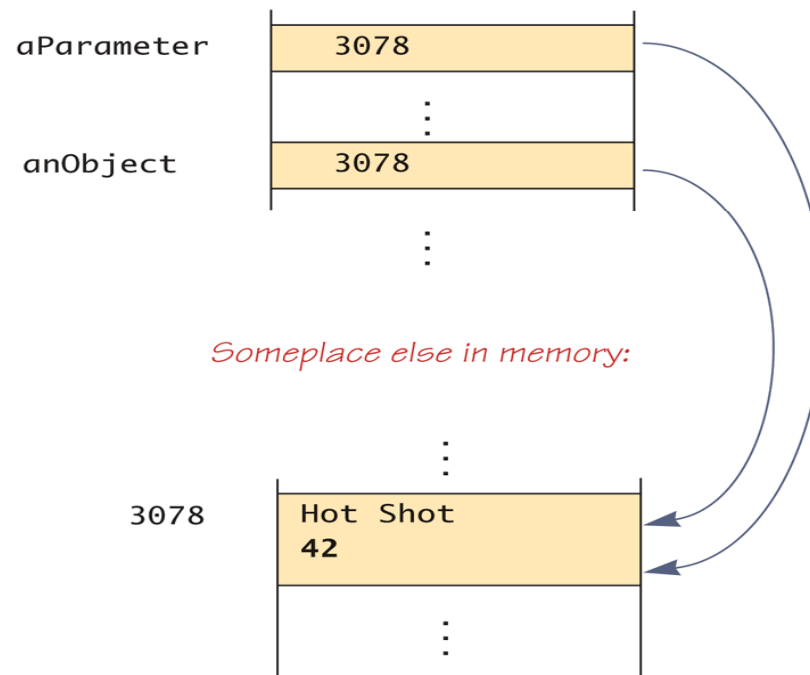 aParameter 3078
anObject 3078
Someplace else in memory:
3078 Hot Shot
42